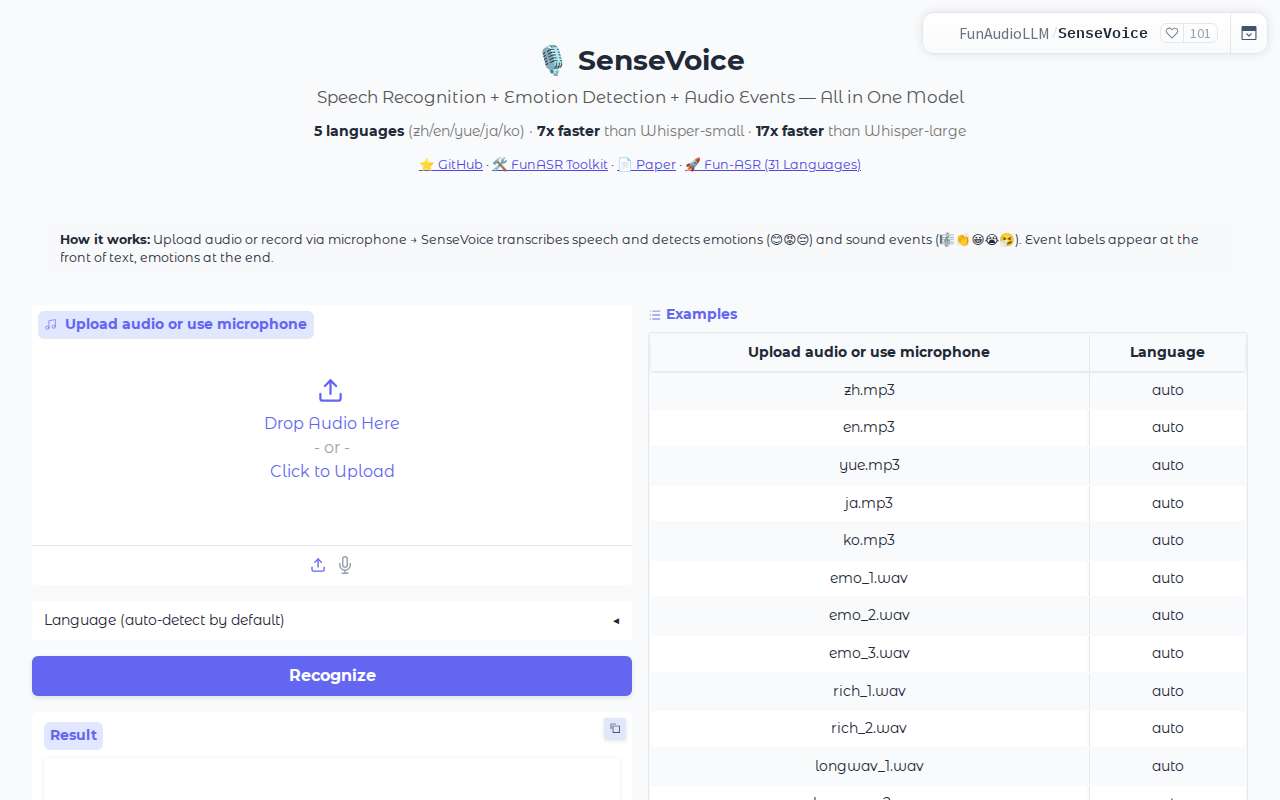 FunAudioLLM/SenseVoice 101
🎙️ SenseVoice
Speech Recognition + Emotion Detection + Audio Events — All in One Model
5 languages (zh/en/yue/ja/ko) · 7x faster than Whisper-small · 17x faster than Whisper-large
⭐ GitHub · 🛠️ FunASR Toolkit · 📄 Paper · 🚀 Fun-ASR (31 Languages)
How it works: Upload audio or record via microphone → SenseVoice transcribes speech and detects emotions (😊😡😔) and sound events (🎼👏😀😭🤧). Event labels appear at the
front of text, emotions at the end.
Upload audio or use microphone
Drop Audio Here
- or -
Click to Upload
Language (auto-detect by default)
Recognize
Result
Examples
Upload audio or use microphone Language
zh.mp3 auto
en.mp3 auto
yue.mp3 auto
ja.mp3 auto
ko.mp3 auto
emo_1.wav auto
emo_2.wav auto
emo_3.wav auto
rich_1.wav auto
rich_2.wav auto
longwav_1.wav auto